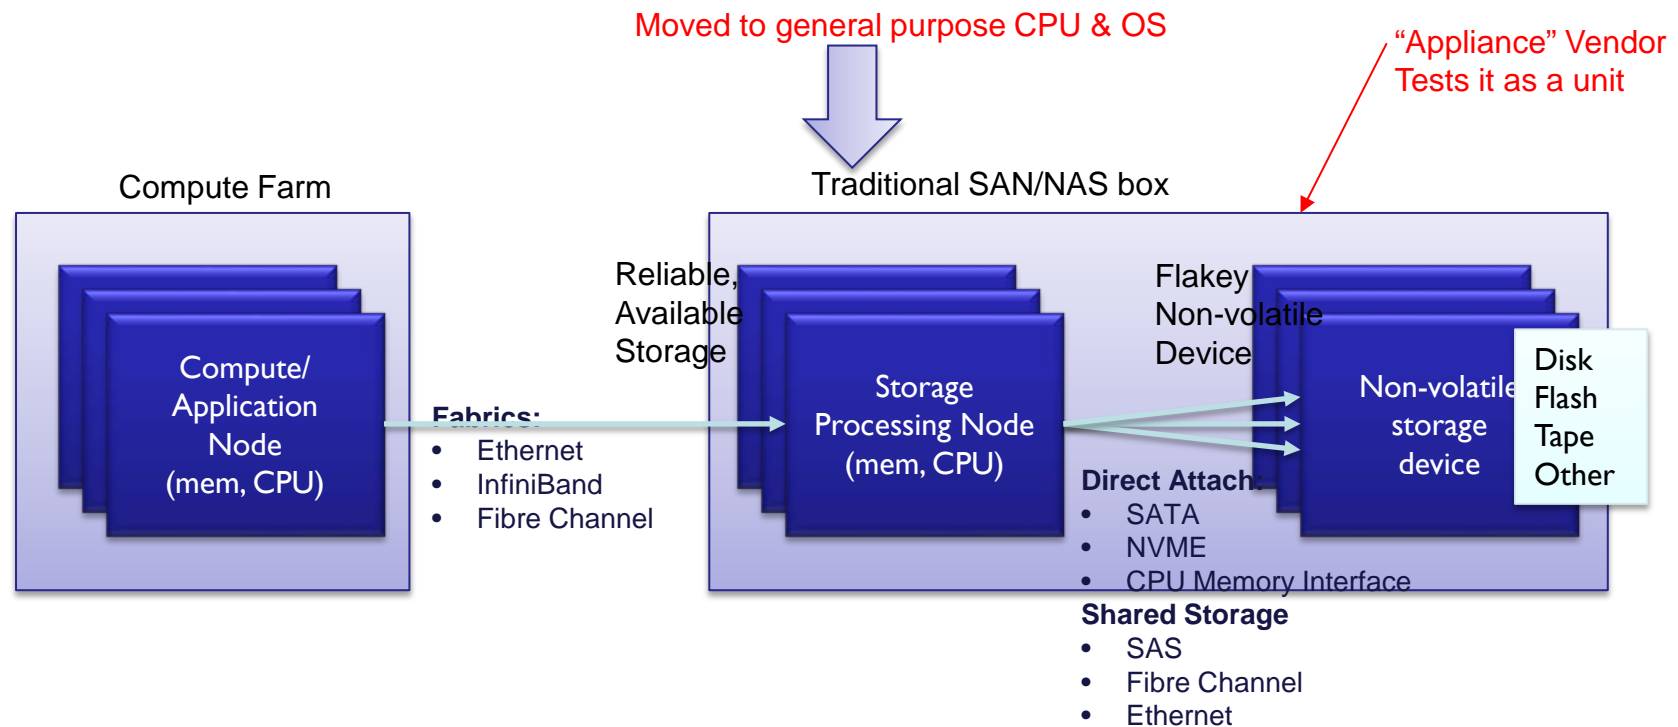 Moved to general purpose CPU & OS
“Appliance” Vendor
Tests it as a unit
Compute Farm
Traditional SAN/NAS box
Compute/
Application
Node
(mem, CPU)
Fabrics:
• Ethernet
• InfiniBand
• Fibre Channel
Reliable,
Available
Storage
Storage
Processing Node
(mem, CPU)
Flakey
Non-volatile
Device
Non-volatile
storage
device
Disk
Flash
Tape
Other
Direct Attach:
• SATA
• NVME
• CPU Memory Interface
Shared Storage
• SAS
• Fibre Channel
• Ethernet